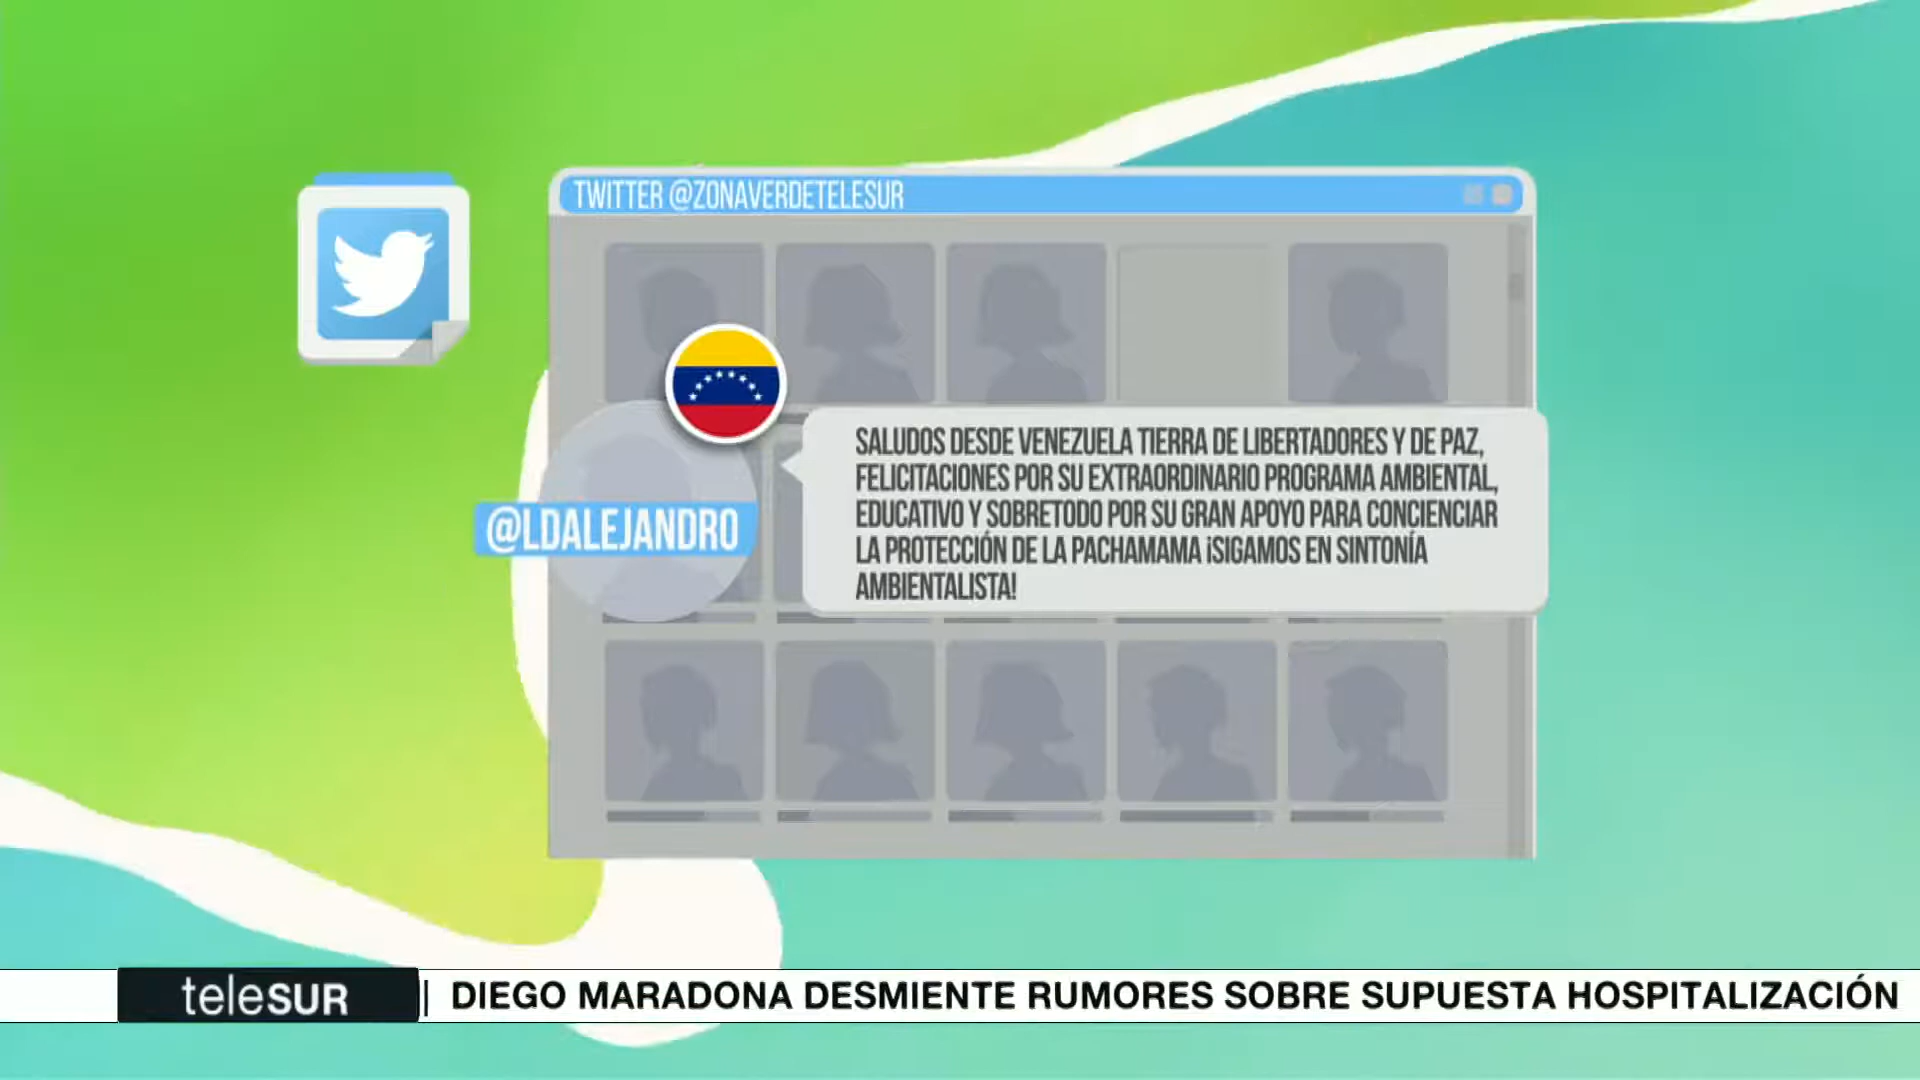 TWITTER @ZONAVERDETELESUR
SALUDOS DESDE VENEZUELA TIERRA DE LIBERTADORES Y DE PAZ,
FELICITACIONES POR SU EXTRAORDINARIO PROGRAMA AMBIENTAL,
EDUCATIVO Y SOBRETODO POR SU GRAN APOYO PARA CONCIENCIAR
LA PROTECCIÓN DE LA PACHAMAMA ¡SIGAMOS EN SINTONÍA
AMBIENTALISTA!
@LDALEJANDRO
teleSUR | DIEGO MARADONA DESMIENTE RUMORES SOBRE SUPUESTA HOSPITALIZACIÓN